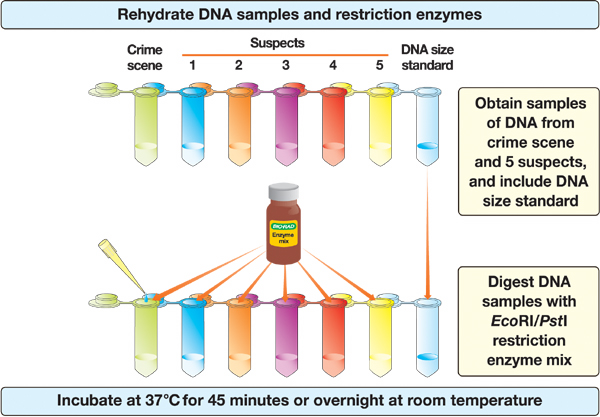 Rehydrate DNA samples and restriction enzymes
Crime
scene
Suspects
1 2 3 4 5
DNA size
standard
Obtain samples
of DNA from
crime scene
and 5 suspects,
and include DNA
size standard
BIO-RAD
Enzyme
mix
Digest DNA
samples with
EcoRI/PstI
restriction
enzyme mix
Incubate at 37°C for 45 minutes or overnight at room temperature